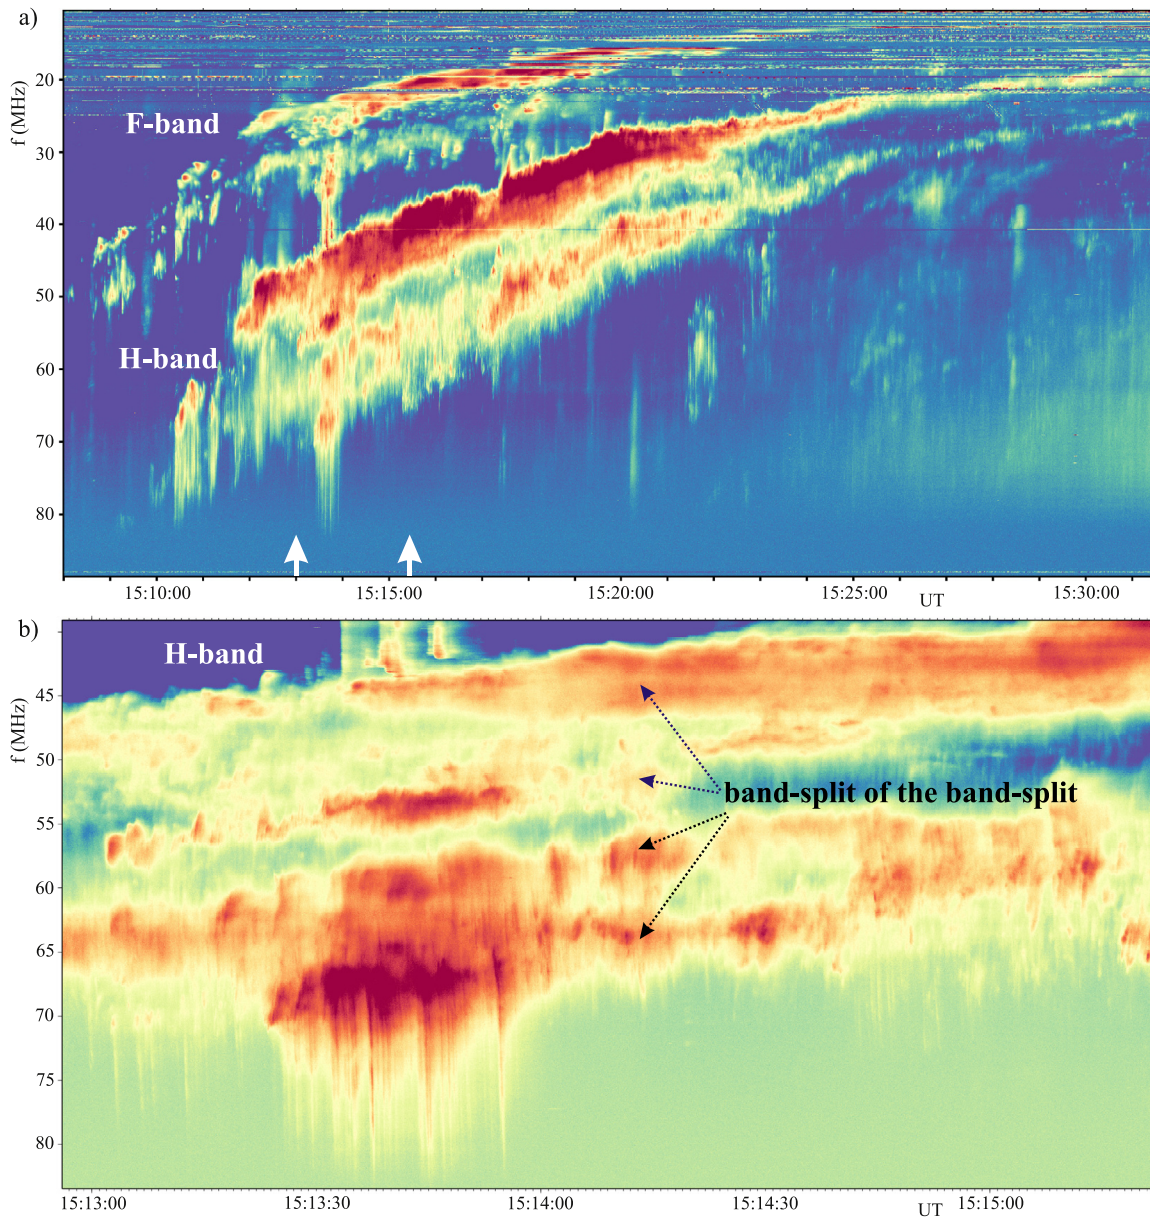 a)
20
F-band
30
f (MHz)
40
50
H-band
60
70
80
15:10:00 15:15:00 15:20:00 15:25:00 UT 15:30:00
b)
H-band
45
f (MHz)
50
band-split of the band-split
55
60
65
70
75
80
15:13:00 15:13:30 15:14:00 15:14:30 UT 15:15:00